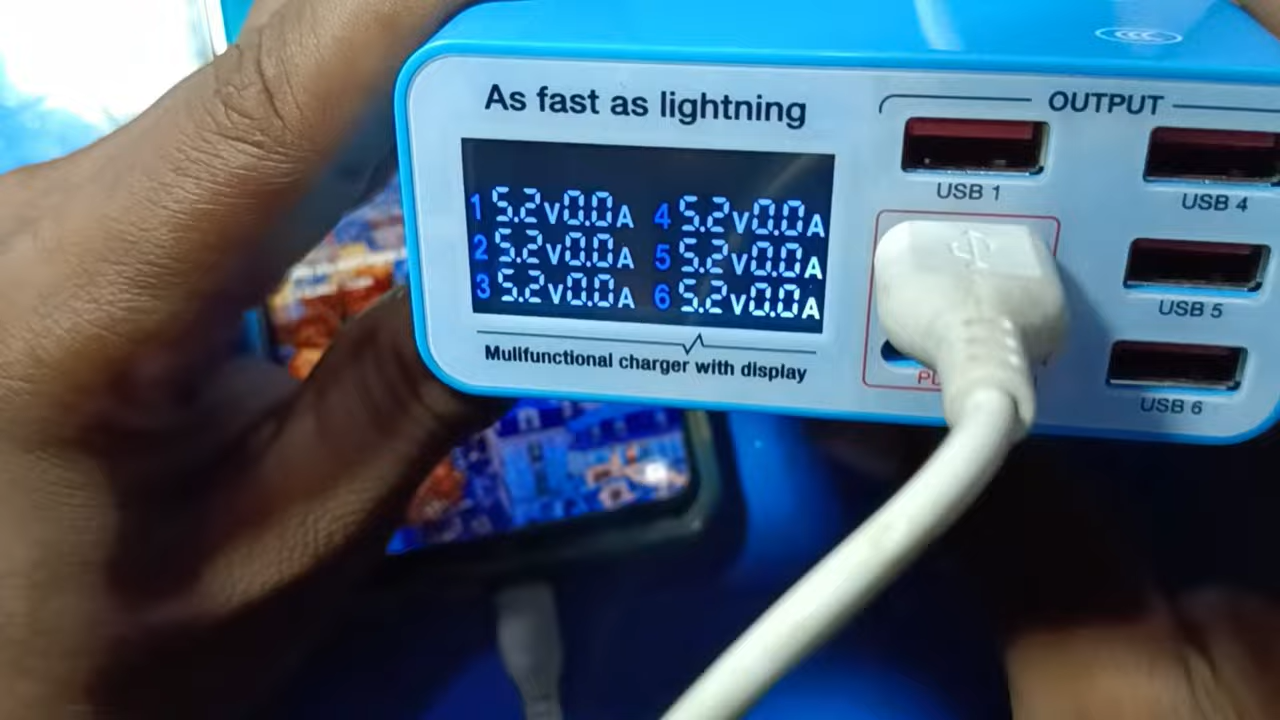 As fast as lightning
1 5.2V0.0A 4 5.2V0.0A
2 5.2V0.0A 5 5.2V0.0A
3 5.2V0.0A 6 5.2V0.0A
Mulifunctional charger with display
OUTPUT
USB 1
USB 4
USB 5
USB 6